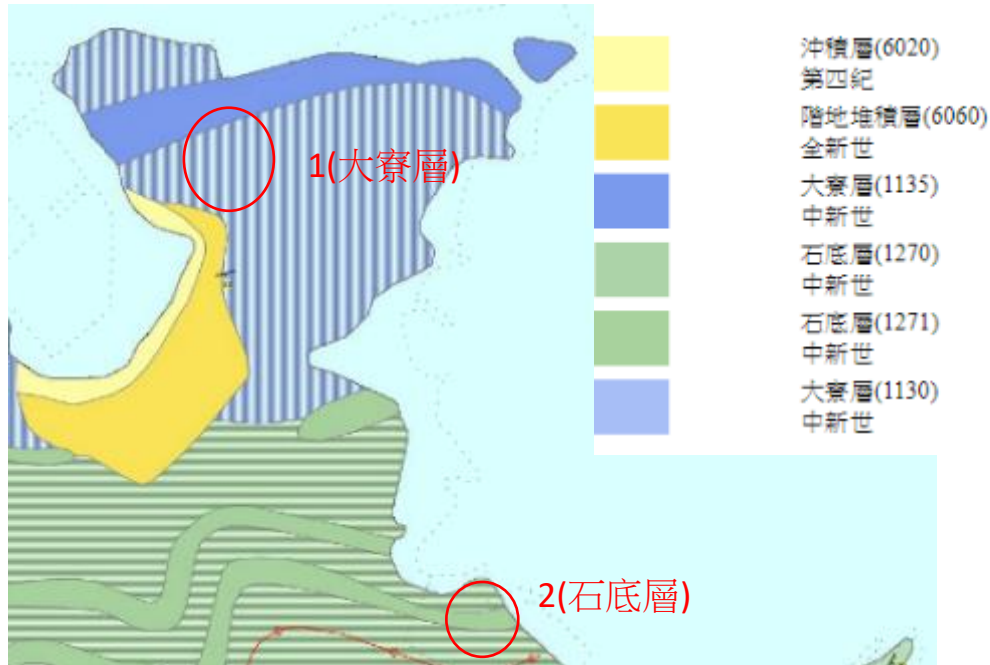 沖積層(6020)
第四紀
階地堆積層(6060)
全新世
大寮層(1135)
中新世
石底層(1270)
中新世
石底層(1271)
中新世
大寮層(1130)
中新世
1(大寮層)
2(石底層)